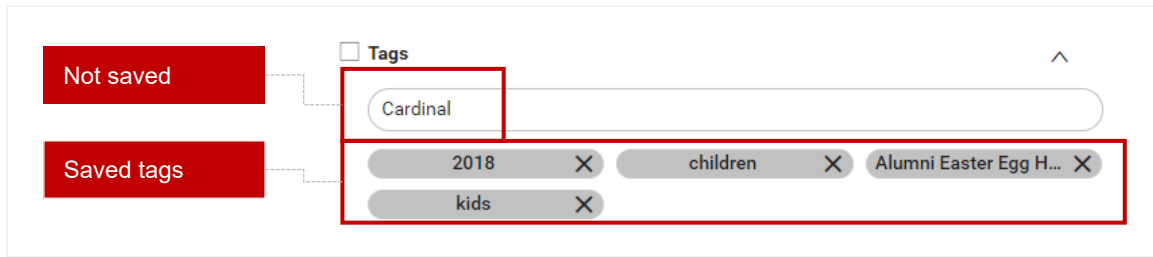 Tags
Not saved
Cardinal
Saved tags
2018 children Alumni Easter Egg H...
kids